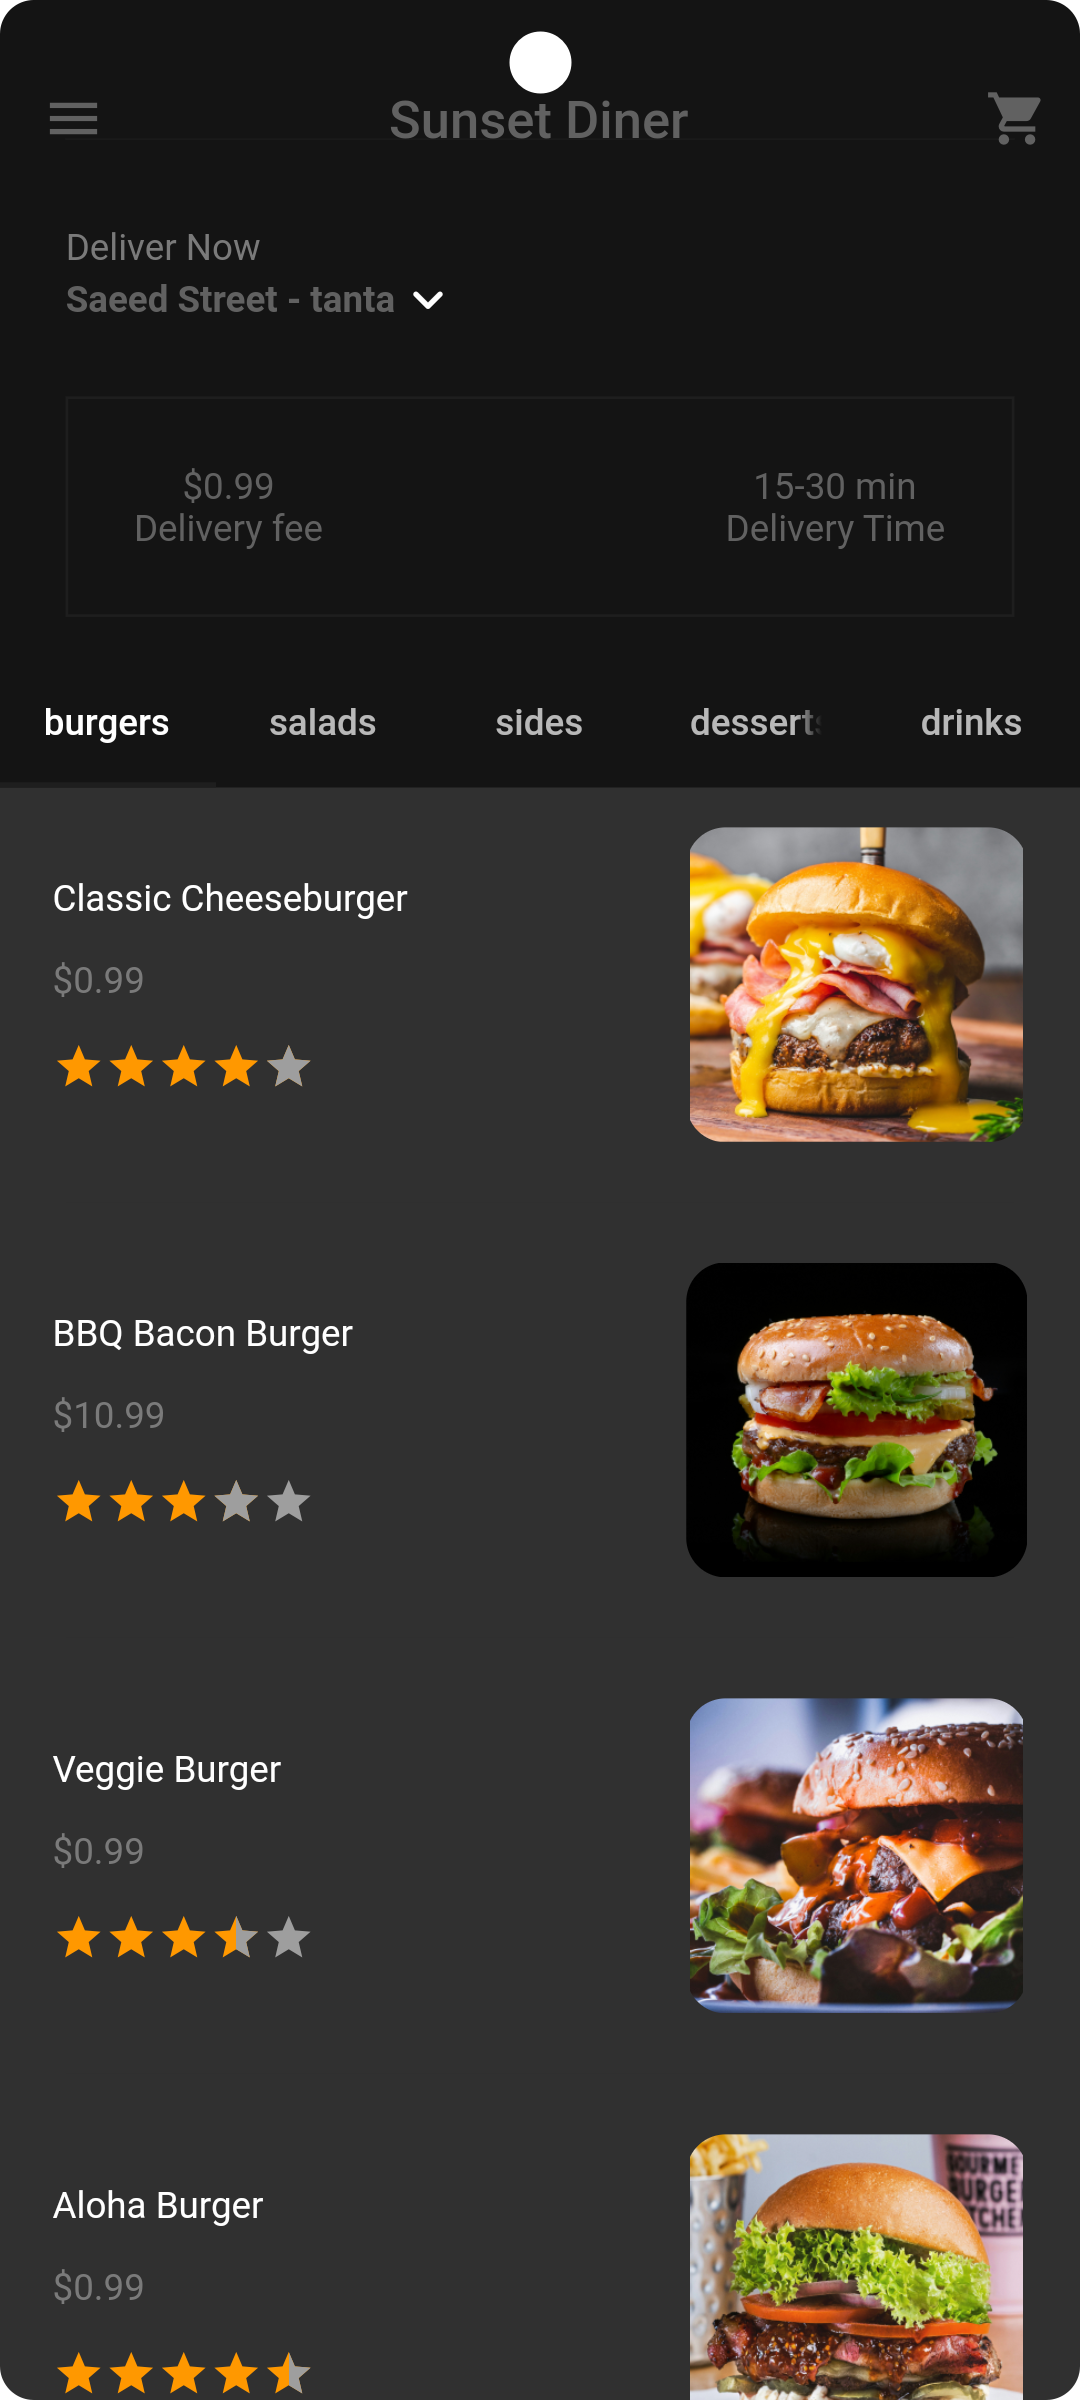 Sunset Diner
Deliver Now
Saeed Street - tanta
$0.99
Delivery fee
15-30 min
Delivery Time
burgers
salads
sides
desserts
drinks
Classic Cheeseburger
$0.99
BBQ Bacon Burger
$10.99
Veggie Burger
$0.99
Aloha Burger
$0.99